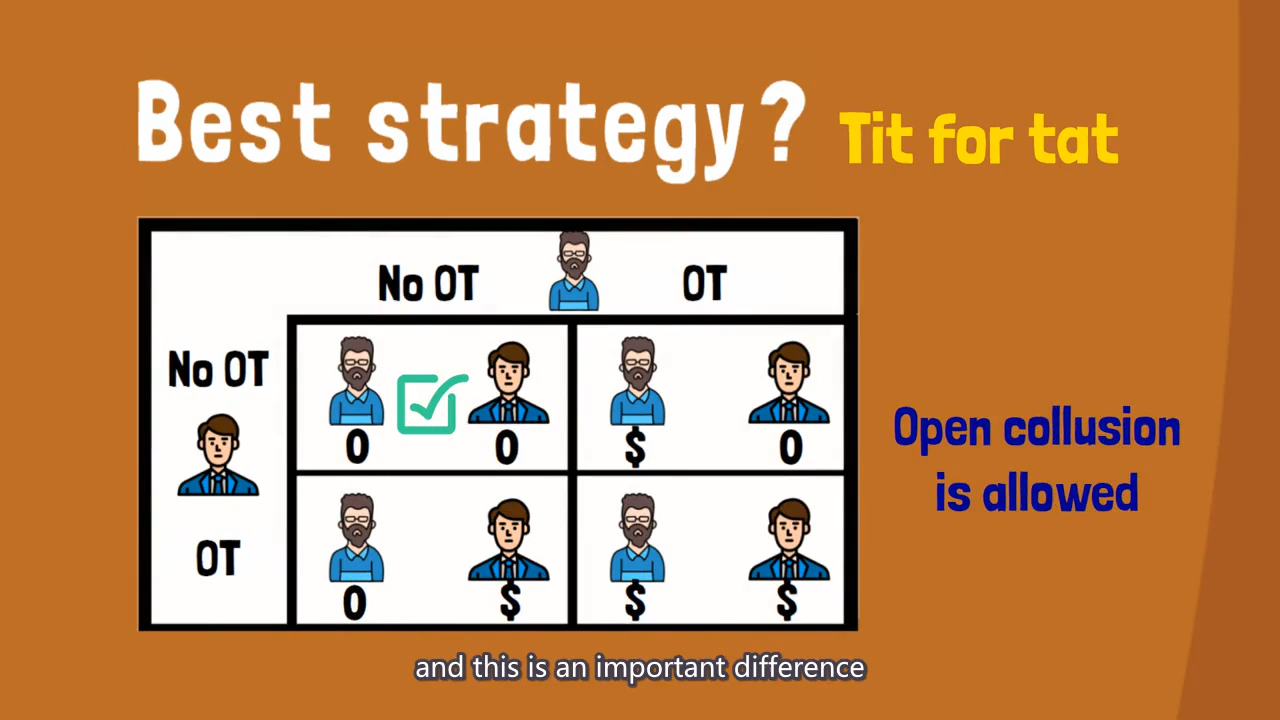 Best strategy? Tit for tat
No OT OT
No OT
0 0 $ 0
Open collusion
is allowed
OT
0 $ $ $
and this is an important difference